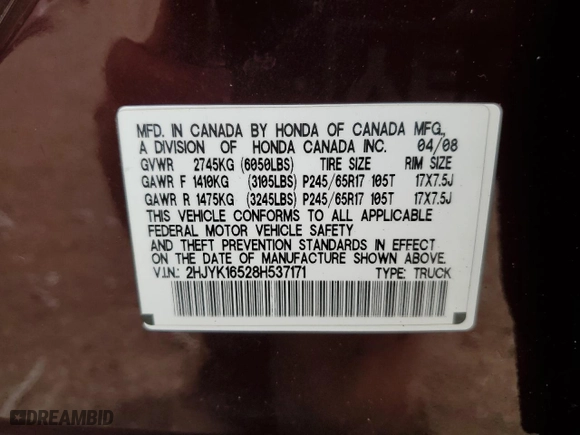 MFD. IN CANADA BY HONDA OF CANADA MFG.,
A DIVISION OF HONDA CANADA INC. 04/08
GVWR 2745KG (6050LBS) TIRE SIZE RIM SIZE
GAWR F 1410KG (3105LBS) P245/65R17 105T 17X7.5J
GAWR R 1475KG (3245LBS) P245/65R17 105T 17X7.5J
THIS VEHICLE CONFORMS TO ALL APPLICABLE
FEDERAL MOTOR VEHICLE SAFETY
AND THEFT PREVENTION STANDARDS IN EFFECT
ON THE DATE OF MANUFACTURE SHOWN ABOVE.
V.I.N.: 2HJYK16528H537171 TYPE: TRUCK
DREAMBID